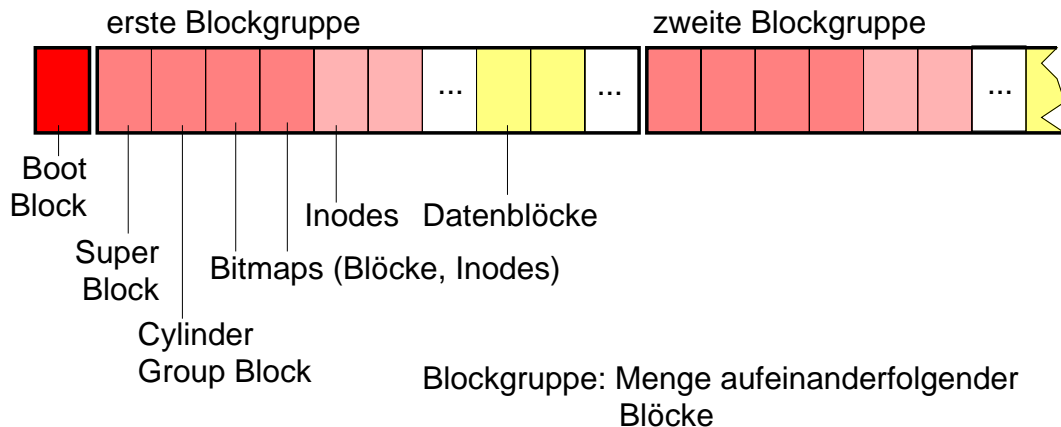 erste Blockgruppe
zweite Blockgruppe
...
...
...
Boot
Block
Inodes
Datenblöcke
Super
Block
Bitmaps (Blöcke, Inodes)
Cylinder
Group Block
Blockgruppe: Menge aufeinanderfolgender
Blöcke